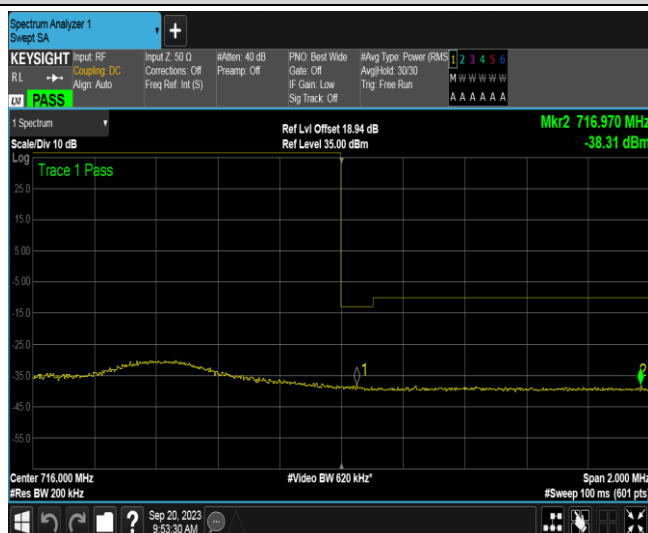 Spectrum Analyzer 1
Swept SA
+
KEYSIGHT Input: RF Input Z: 50 Ω #Atten: 40 dB PNO: Best Wide #Avg Type: Power (RMS 1 2 3 4 5 6
RL Coupling: DC Corrections: Off Preamp: Off Gate: Off Avg|Hold: 30/30 M W W W W W
Align: Auto Freq Ref: Int (S) IF Gain: Low Trig: Free Run
Sig Track: Off A A A A A A
LXI PASS
1 Spectrum Ref Lvl Offset 18.94 dB Mkr2 716.970 MHz
Scale/Div 10 dB Ref Level 35.00 dBm -38.31 dBm
Log
Trace 1 Pass
25.0
15.0
5.00
-5.00
-15.0
-25.0
-35.0
1
2
-45.0
-55.0
Center 716.000 MHz #Video BW 620 kHz* Span 2.000 MHz
#Res BW 200 kHz #Sweep 100 ms (601 pts)
? Sep 20, 2023
9:53:30 AM